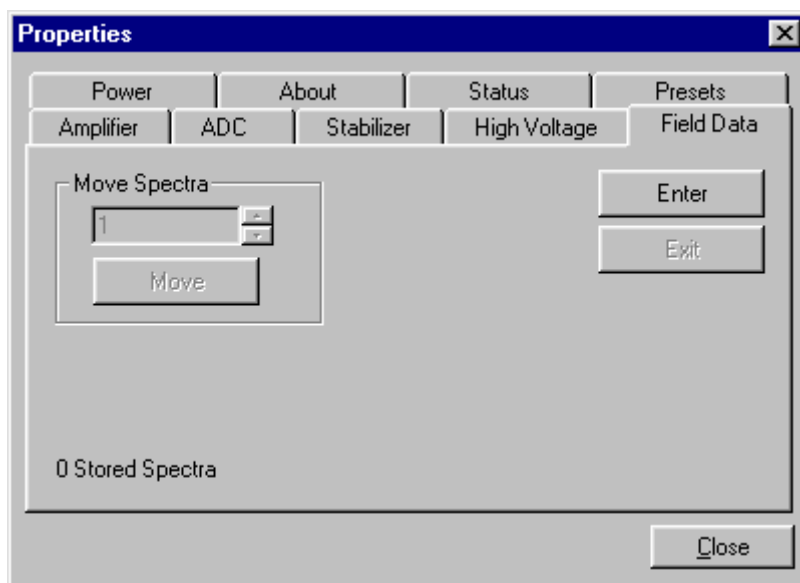 Properties
Power About Status Presets
Amplifier ADC Stabilizer High Voltage Field Data
Move Spectra
1
Move
Enter
Exit
0 Stored Spectra
Close